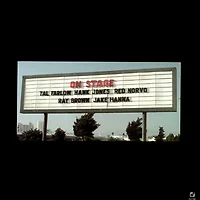 ON STAGE
TAL FARLOW HANK JONES RED NORVO
RAY BROWN JAKE HANNA